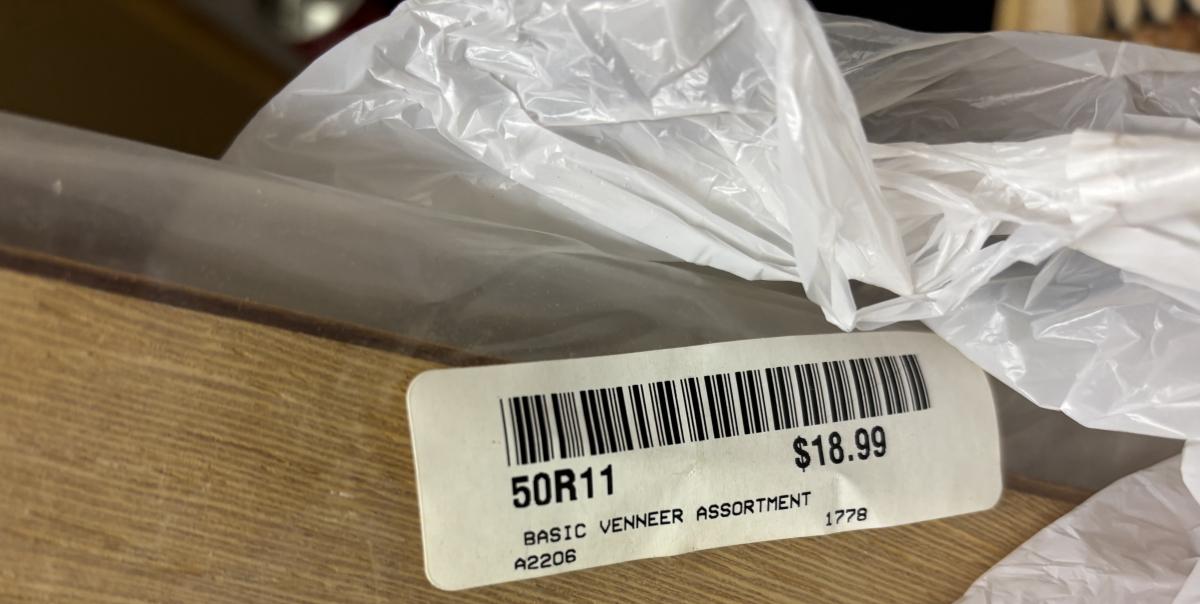 50R11 $18.99
BASIC VENNEER ASSORTMENT
1778
A2206